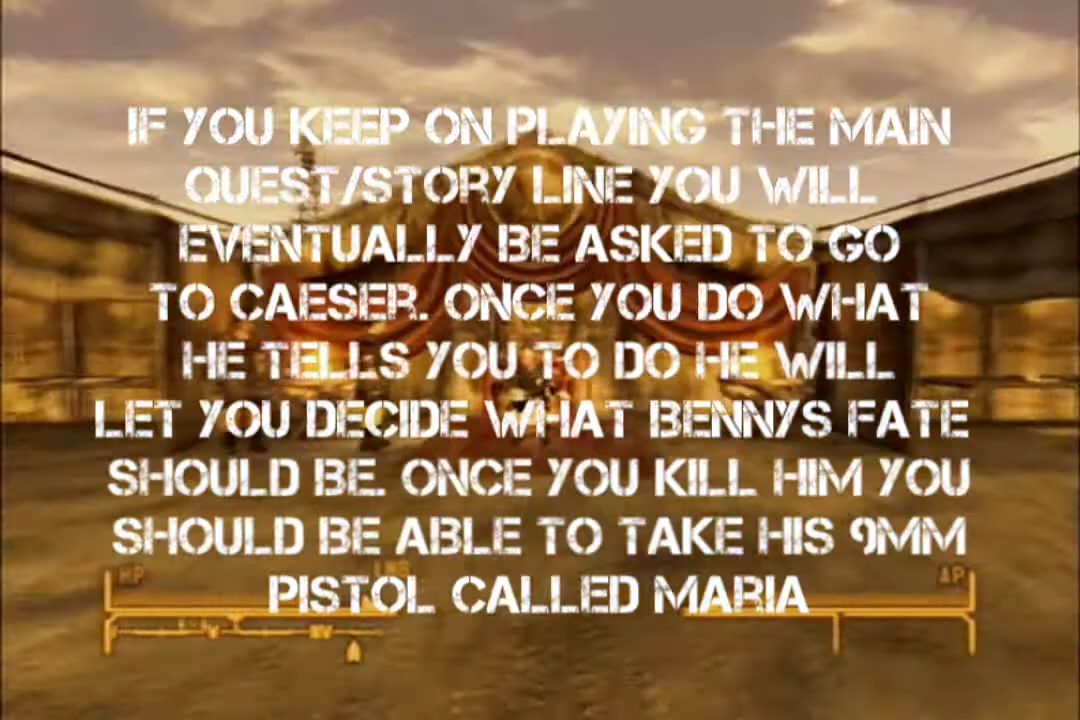 IF YOU KEEP ON PLAYING THE MAIN
QUEST/STORY LINE YOU WILL
EVENTUALLY BE ASKED TO GO
TO CAESER. ONCE YOU DO WHAT
HE TELLS YOU TO DO HE WILL
LET YOU DECIDE WHAT BENNYS FATE
SHOULD BE. ONCE YOU KILL HIM YOU
SHOULD BE ABLE TO TAKE HIS 9MM
PISTOL CALLED MARIA
HP
AP